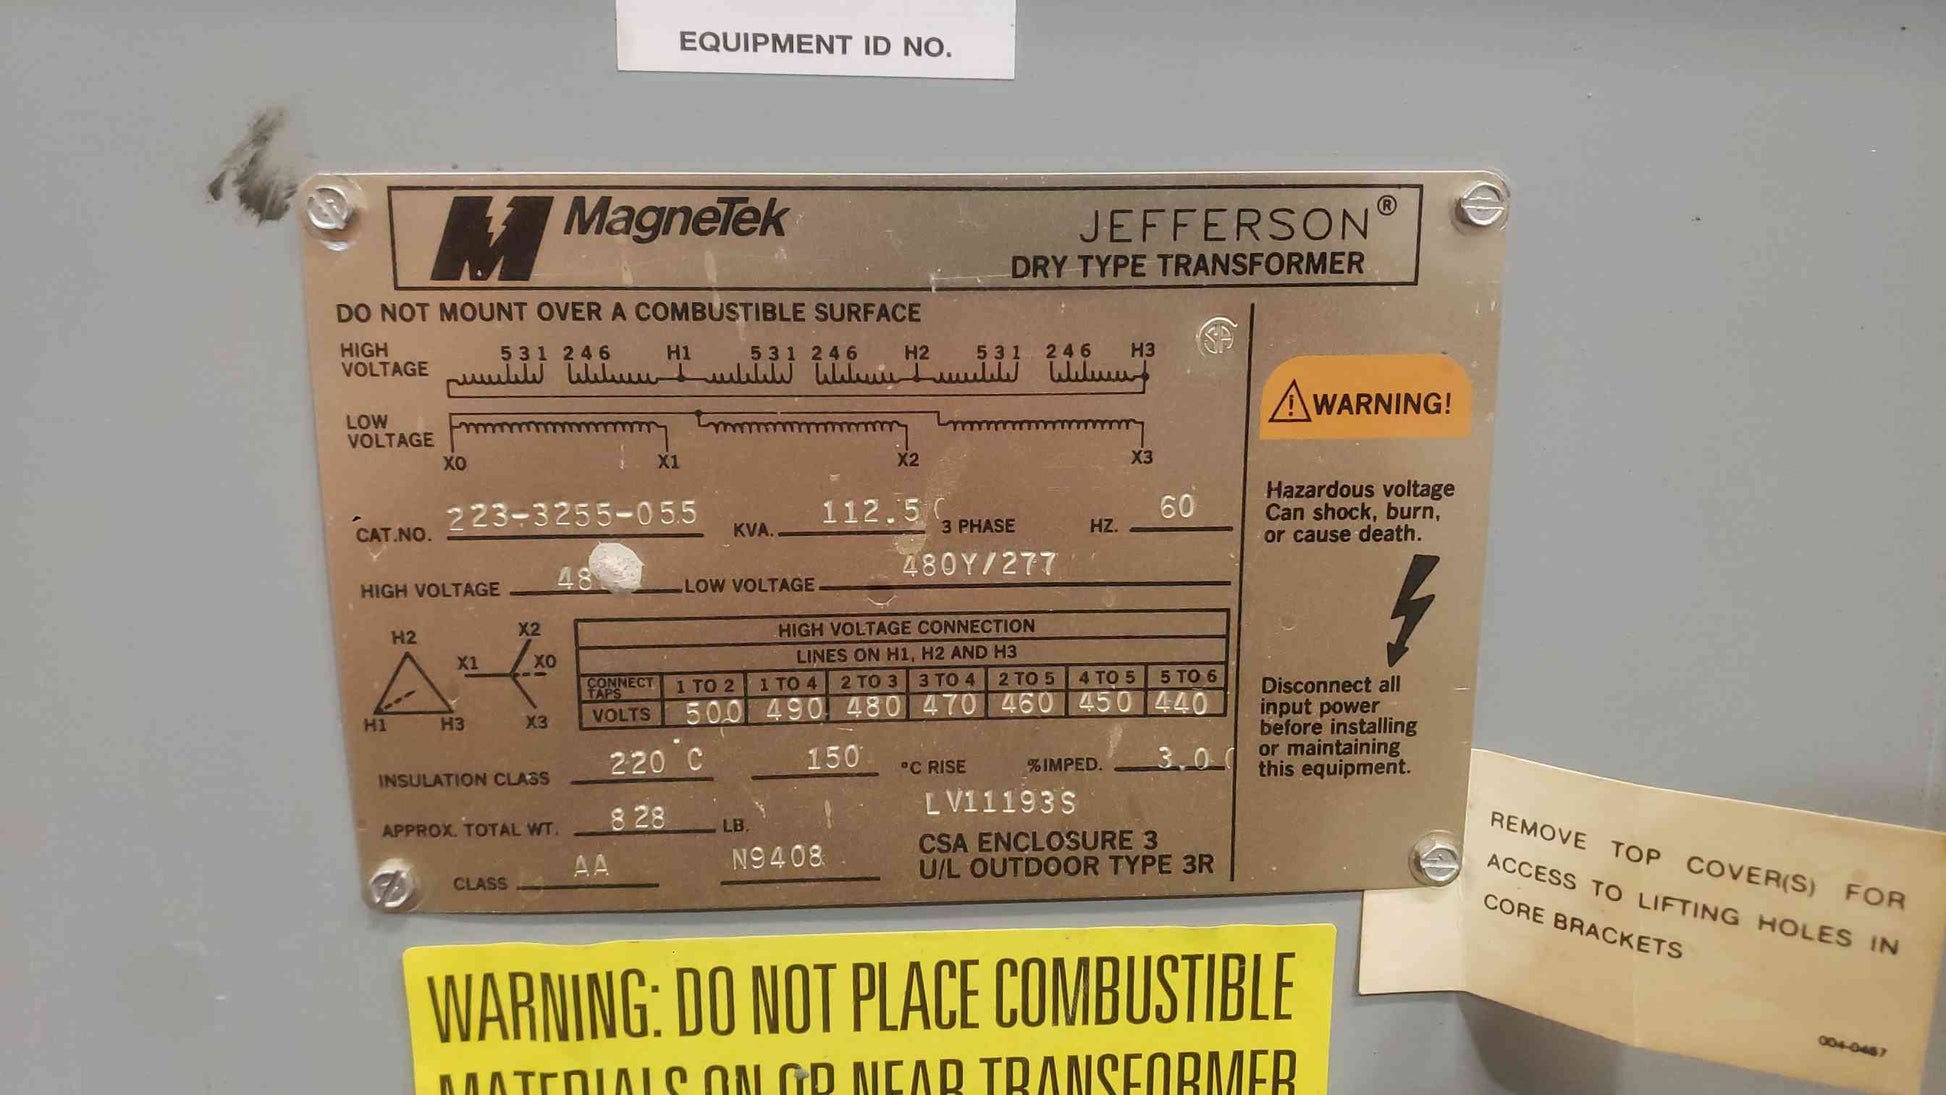 EQUIPMENT ID NO.
MagneTek
JEFFERSON®
DRY TYPE TRANSFORMER
DO NOT MOUNT OVER A COMBUSTIBLE SURFACE
HIGH VOLTAGE 5 3 1 2 4 6 H1 5 3 1 2 4 6 H2 5 3 1 2 4 6 H3
LOW VOLTAGE X0 X1 X2 X3
CAT.NO. 223-3255-055 KVA. 112.5 3 PHASE HZ. 60
HIGH VOLTAGE LOW VOLTAGE 480Y/277
H2 H1 H3
X2 X1 X0 X3
HIGH VOLTAGE CONNECTION
LINES ON H1, H2 AND H3
CONNECT TAPS 1 TO 2 1 TO 4 2 TO 3 3 TO 4 2 TO 5 4 TO 5 5 TO 6
VOLTS 500 490 480 470 460 450 440
INSULATION CLASS 220°C 150 °C RISE %IMPED. 3.0
APPROX. TOTAL WT. 828 LB. LV11193S
CLASS AA N9408
CSA ENCLOSURE 3
U/L OUTDOOR TYPE 3R
⚠ WARNING!
Hazardous voltage
Can shock, burn,
or cause death.
Disconnect all
input power
before installing
or maintaining
this equipment.
REMOVE TOP COVER(S) FOR
ACCESS TO LIFTING HOLES IN
CORE BRACKETS
004-0467
WARNING: DO NOT PLACE COMBUSTIBLE
MATERIALS ON OR NEAR TRANSFORMER